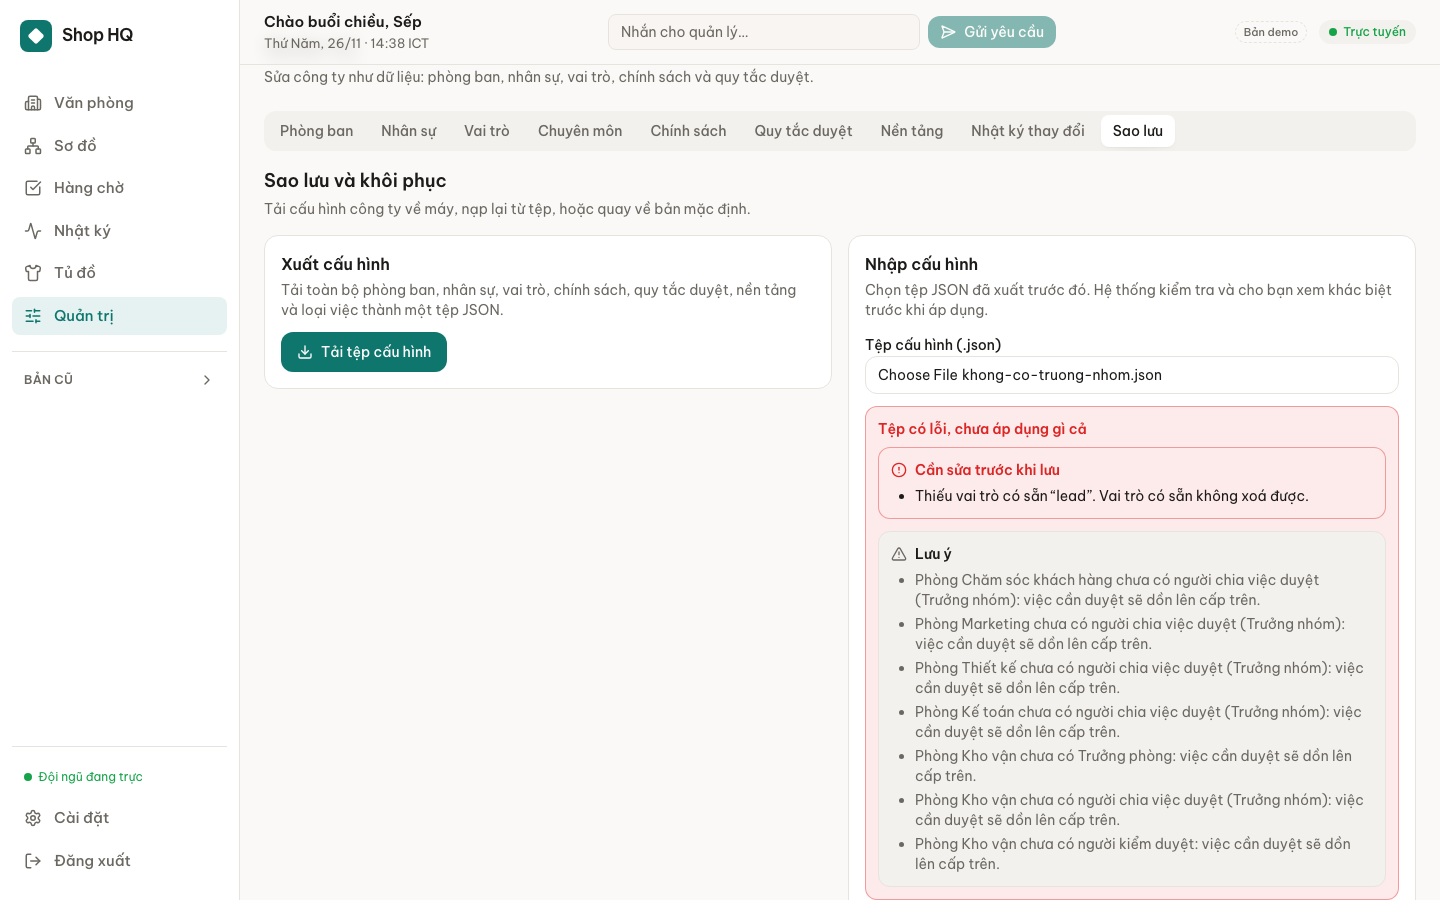 Shop HQ
Văn phòng
Sơ đồ
Hàng chờ
Nhật ký
Tủ đồ
Quản trị
BẢN CŨ
Đội ngũ đang trực
Cài đặt
Đăng xuất
Chào buổi chiều, Sếp
Thứ Năm, 26/11 · 14:38 ICT
Nhắn cho quản lý...
Gửi yêu cầu
Bản demo
Trực tuyến
Sửa công ty như dữ liệu: phòng ban, nhân sự, vai trò, chính sách và quy tắc duyệt.
Phòng ban
Nhân sự
Vai trò
Chuyên môn
Chính sách
Quy tắc duyệt
Nền tảng
Nhật ký thay đổi
Sao lưu
Sao lưu và khôi phục
Tải cấu hình công ty về máy, nạp lại từ tệp, hoặc quay về bản mặc định.
Xuất cấu hình
Tải toàn bộ phòng ban, nhân sự, vai trò, chính sách, quy tắc duyệt, nền tảng
và loại việc thành một tệp JSON.
Tải tệp cấu hình
Nhập cấu hình
Chọn tệp JSON đã xuất trước đó. Hệ thống kiểm tra và cho bạn xem khác biệt
trước khi áp dụng.
Tệp cấu hình (.json)
Choose File khong-co-truong-nhom.json
Tệp có lỗi, chưa áp dụng gì cả
Cần sửa trước khi lưu
Thiếu vai trò có sẵn “lead”. Vai trò có sẵn không xoá được.
Lưu ý
Phòng Chăm sóc khách hàng chưa có người chia việc duyệt
(Trưởng nhóm): việc cần duyệt sẽ dồn lên cấp trên.
Phòng Marketing chưa có người chia việc duyệt (Trưởng nhóm):
việc cần duyệt sẽ dồn lên cấp trên.
Phòng Thiết kế chưa có người chia việc duyệt (Trưởng nhóm): việc
cần duyệt sẽ dồn lên cấp trên.
Phòng Kế toán chưa có người chia việc duyệt (Trưởng nhóm): việc
cần duyệt sẽ dồn lên cấp trên.
Phòng Kho vận chưa có Trưởng phòng: việc cần duyệt sẽ dồn lên
cấp trên.
Phòng Kho vận chưa có người chia việc duyệt (Trưởng nhóm): việc
cần duyệt sẽ dồn lên cấp trên.
Phòng Kho vận chưa có người kiểm duyệt: việc cần duyệt sẽ dồn
lên cấp trên.